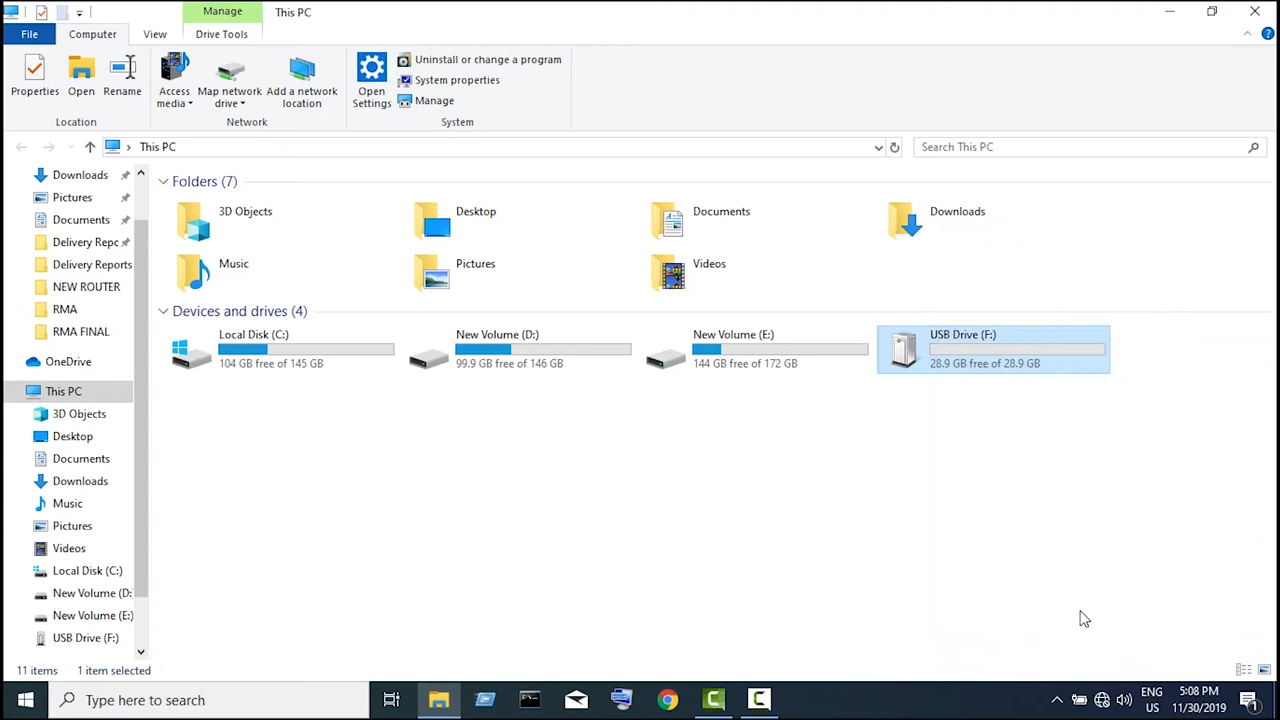 Manage
This PC
File
Computer
View
Drive Tools
Properties
Open
Rename
Access media
Map network drive
Add a network location
Open Settings
Uninstall or change a program
System properties
Manage
Location
Network
System
This PC
Search This PC
Downloads
Pictures
Documents
Delivery Repc
Delivery Reports
NEW ROUTER
RMA
RMA FINAL
OneDrive
This PC
3D Objects
Desktop
Documents
Downloads
Music
Pictures
Videos
Local Disk (C:)
New Volume (D:
New Volume (E:)
USB Drive (F:)
Folders (7)
3D Objects
Desktop
Documents
Downloads
Music
Pictures
Videos
Devices and drives (4)
Local Disk (C:)
104 GB free of 145 GB
New Volume (D:)
99.9 GB free of 146 GB
New Volume (E:)
144 GB free of 172 GB
USB Drive (F:)
28.9 GB free of 28.9 GB
11 items
1 item selected
Type here to search
ENG
US
5:08 PM
11/30/2019
1